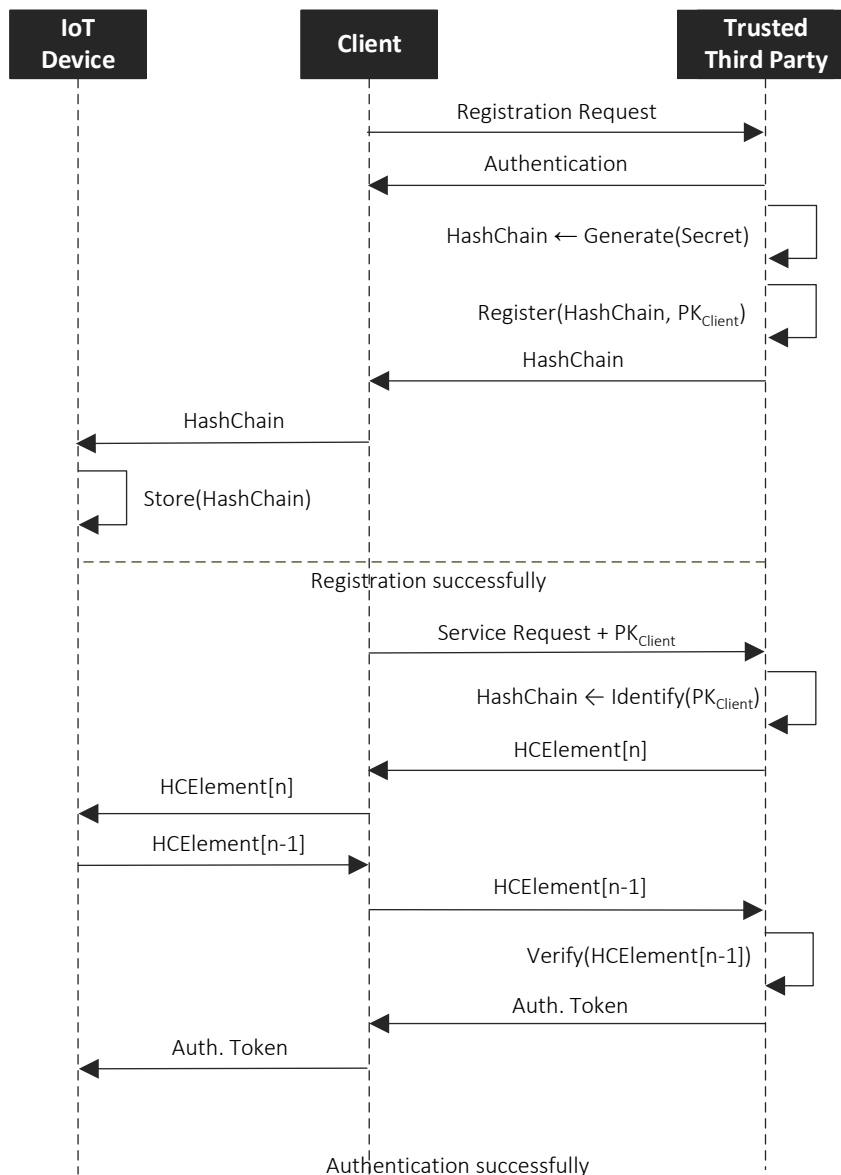 IoT
Device
Client
Trusted
Third Party
Registration Request
Authentication
HashChain ← Generate(Secret)
Register(HashChain, PKClient)
HashChain
HashChain
Store(HashChain)
Registration successfully
Service Request + PKClient
HashChain ← Identify(PKClient)
HCElement[n]
HCElement[n]
HCElement[n-1]
HCElement[n-1]
Verify(HCElement[n-1])
Auth. Token
Auth. Token
Authentication successfully